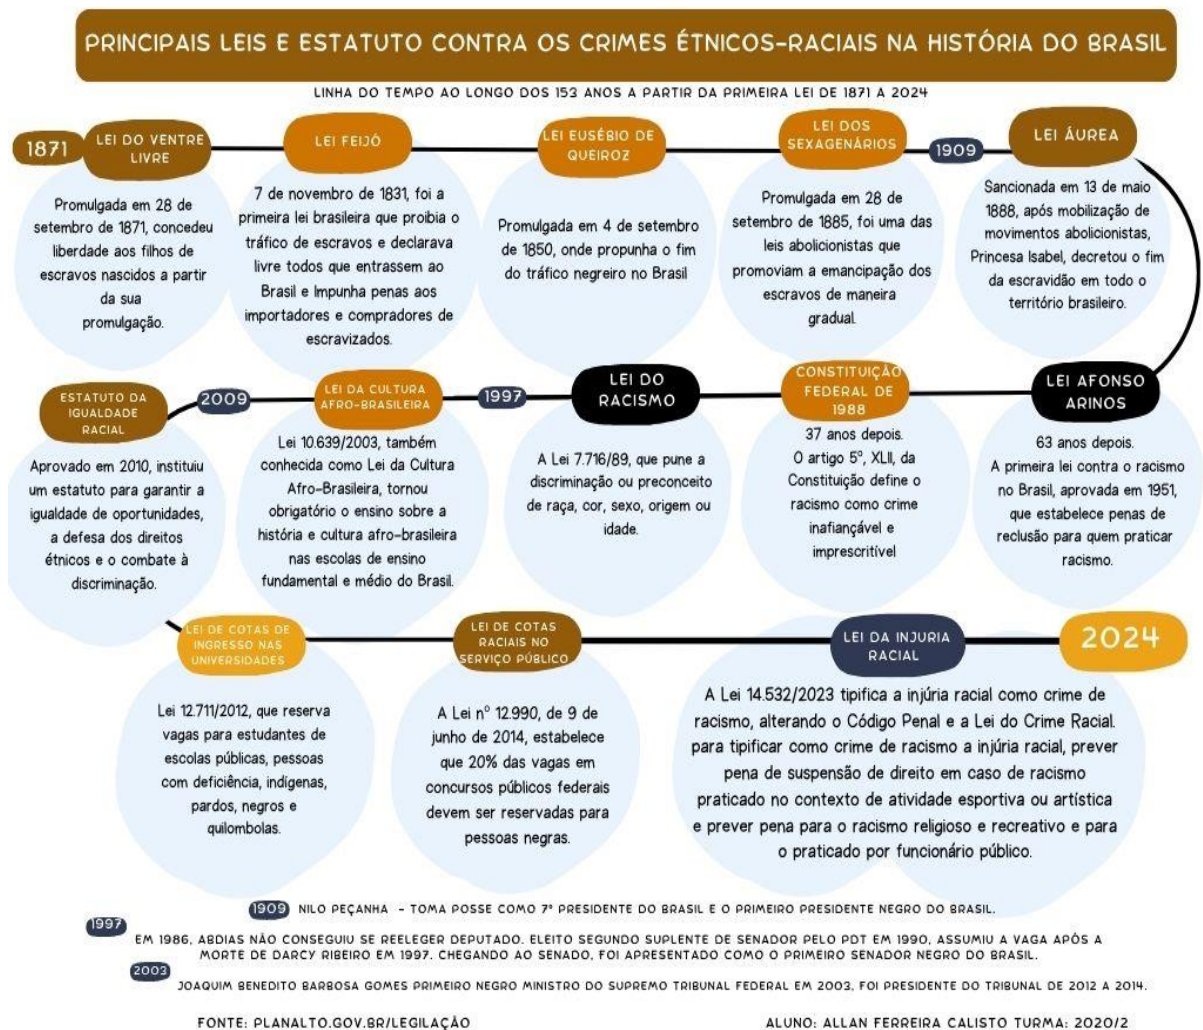 PRINCIPAIS LEIS E ESTATUTO CONTRA OS CRIMES ÉTNICOS-RACIAIS NA HISTÓRIA DO BRASIL
LINHA DO TEMPO AO LONGO DOS 153 ANOS A PARTIR DA PRIMEIRA LEI DE 1871 A 2024
1871
LEI DO VENTRE
LIVRE
Promulgada em 28 de
setembro de 1871, concedeu
liberdade aos filhos de
escravos nascidos a partir
da sua
promulgação.
LEI FEIJÓ
7 de novembro de 1831, foi a
primeira lei brasileira que proibia o
tráfico de escravos e declarava
livre todos que entrassem ao
Brasil e Impunha penas aos
importadores e compradores de
escravizados.
LEI EUSÉBIO DE
QUEIROZ
Promulgada em 4 de setembro
de 1850, onde propunha o fim
do tráfico negreiro no Brasil
LEI DOS
SEXAGENÁRIOS
Promulgada em 28 de
setembro de 1885, foi uma das
leis abolicionistas que
promoviam a emancipação dos
escravos de maneira
gradual.
1909
LEI ÁUREA
Sancionada em 13 de maio
1888, após mobilização de
movimentos abolicionistas,
Princesa Isabel, decretou o fim
da escravidão em todo o
território brasileiro.
ESTATUTO DA
IGUALDADE
RACIAL
Aprovado em 2010, instituiu
um estatuto para garantir a
igualdade de oportunidades,
a defesa dos direitos
étnicos e o combate à
discriminação.
2009
LEI DA CULTURA
AFRO-BRASILEIRA
Lei 10.639/2003, também
conhecida como Lei da Cultura
Afro-Brasileira, tornou
obrigatório o ensino sobre a
história e cultura afro-brasileira
nas escolas de ensino
fundamental e médio do Brasil.
1997
LEI DO
RACISMO
A Lei 7.716/89, que pune a
discriminação ou preconceito
de raça, cor, sexo, origem ou
idade.
CONSTITUIÇÃO
FEDERAL DE
1988
37 anos depois.
O artigo 5º, XLII, da
Constituição define o
racismo como crime
inafiançável e
imprescritível
LEI AFONSO
ARINOS
63 anos depois.
A primeira lei contra o racismo
no Brasil, aprovada em 1951,
que estabelece penas de
reclusão para quem praticar
racismo.
LEI DE COTAS DE
INGRESSO NAS
UNIVERSIDADES
Lei 12.711/2012, que reserva
vagas para estudantes de
escolas públicas, pessoas
com deficiência, indígenas,
pardos, negros e
quilombolas.
LEI DE COTAS
RACIAIS NO
SERVIÇO PÚBLICO
A Lei nº 12.990, de 9 de
junho de 2014, estabelece
que 20% das vagas em
concursos públicos federais
devem ser reservadas para
pessoas negras.
LEI DA INJURIA
RACIAL
A Lei 14.532/2023 tipifica a injúria racial como crime de
racismo, alterando o Código Penal e a Lei do Crime Racial.
para tipificar como crime de racismo a injúria racial, prever
pena de suspensão de direito em caso de racismo
praticado no contexto de atividade esportiva ou artística
e prever pena para o racismo religioso e recreativo e para
o praticado por funcionário público.
2024
1909 NILO PEÇANHA - TOMA POSSE COMO 7º PRESIDENTE DO BRASIL E O PRIMEIRO PRESIDENTE NEGRO DO BRASIL.
1997
EM 1986, ABDIAS NÃO CONSEGUIU SE REELEGER DEPUTADO. ELEITO SEGUNDO SUPLENTE DE SENADOR PELO PDT EM 1990, ASSUMIU A VAGA APÓS A
MORTE DE DARCY RIBEIRO EM 1997. CHEGANDO AO SENADO, FOI APRESENTADO COMO O PRIMEIRO SENADOR NEGRO DO BRASIL.
2003
JOAQUIM BENEDITO BARBOSA GOMES PRIMEIRO NEGRO MINISTRO DO SUPREMO TRIBUNAL FEDERAL EM 2003, FOI PRESIDENTE DO TRIBUNAL DE 2012 A 2014.
FONTE: PLANALTO.GOV.BR/LEGILAÇÃO
ALUNO: ALLAN FERREIRA CALISTO TURMA: 2020/2